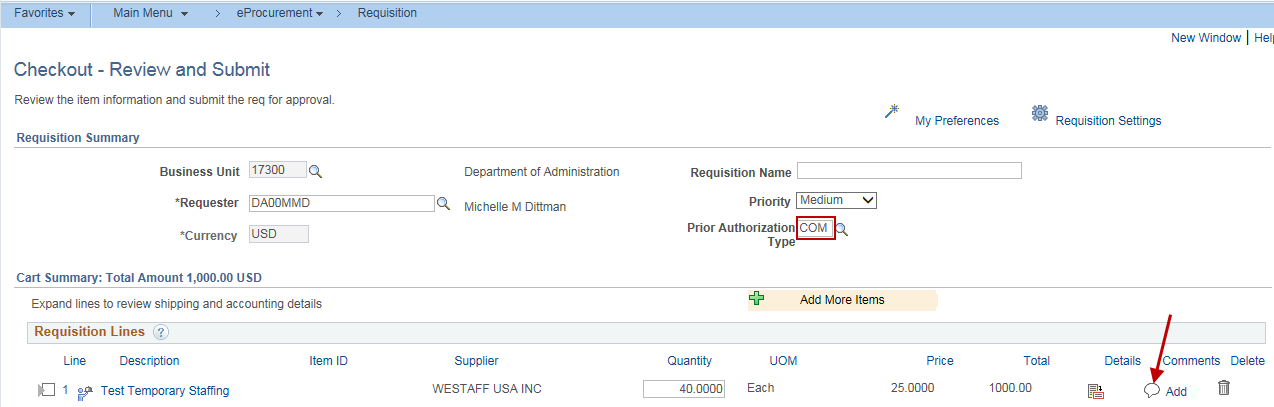 Favorites Main Menu > eProcurement > Requisition
New Window | Help
Checkout - Review and Submit
Review the item information and submit the req for approval.
My Preferences Requisition Settings
Requisition Summary
Business Unit 17300 Department of Administration Requisition Name
*Requester DA00MMD Michelle M Dittman Priority Medium
*Currency USD Prior Authorization Type COM
Cart Summary: Total Amount 1,000.00 USD
Expand lines to review shipping and accounting details Add More Items
Requisition Lines ?
Line Description Item ID Supplier Quantity UOM Price Total Details Comments Delete
1 Test Temporary Staffing WESTAFF USA INC 40.0000 Each 25.0000 1000.00 Add